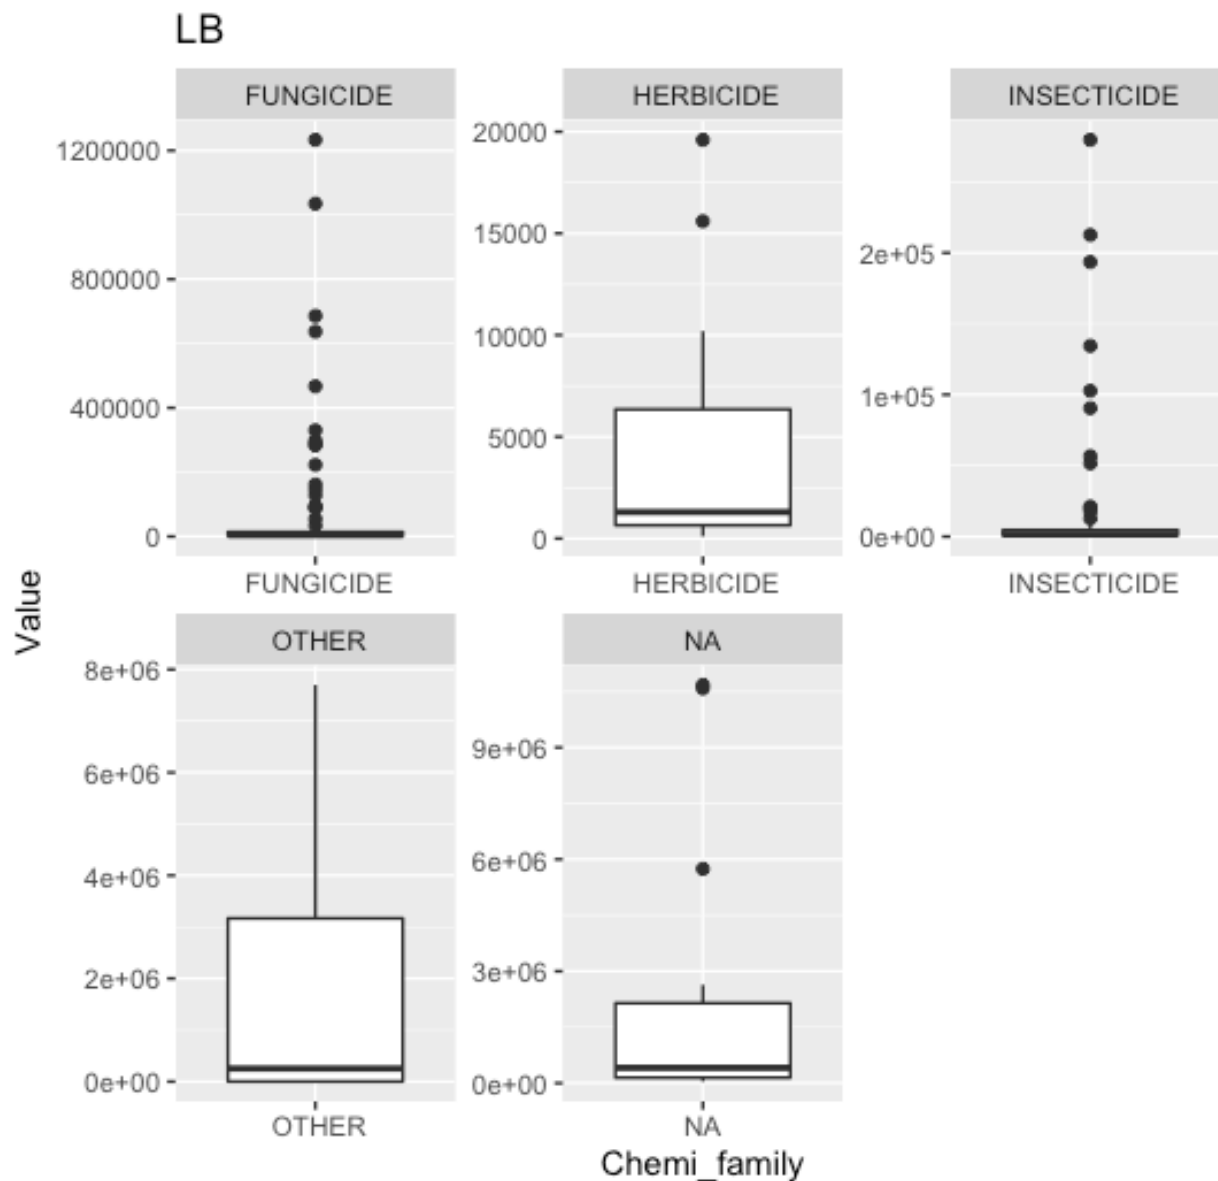 LB
FUNGICIDE
HERBICIDE
INSECTICIDE
1200000
800000
400000
0
20000
15000
10000
5000
0
2e+05
1e+05
0e+00
FUNGICIDE
HERBICIDE
INSECTICIDE
Value
OTHER
NA
8e+06
6e+06
4e+06
2e+06
0e+00
9e+06
6e+06
3e+06
0e+00
OTHER
NA
Chemi_family